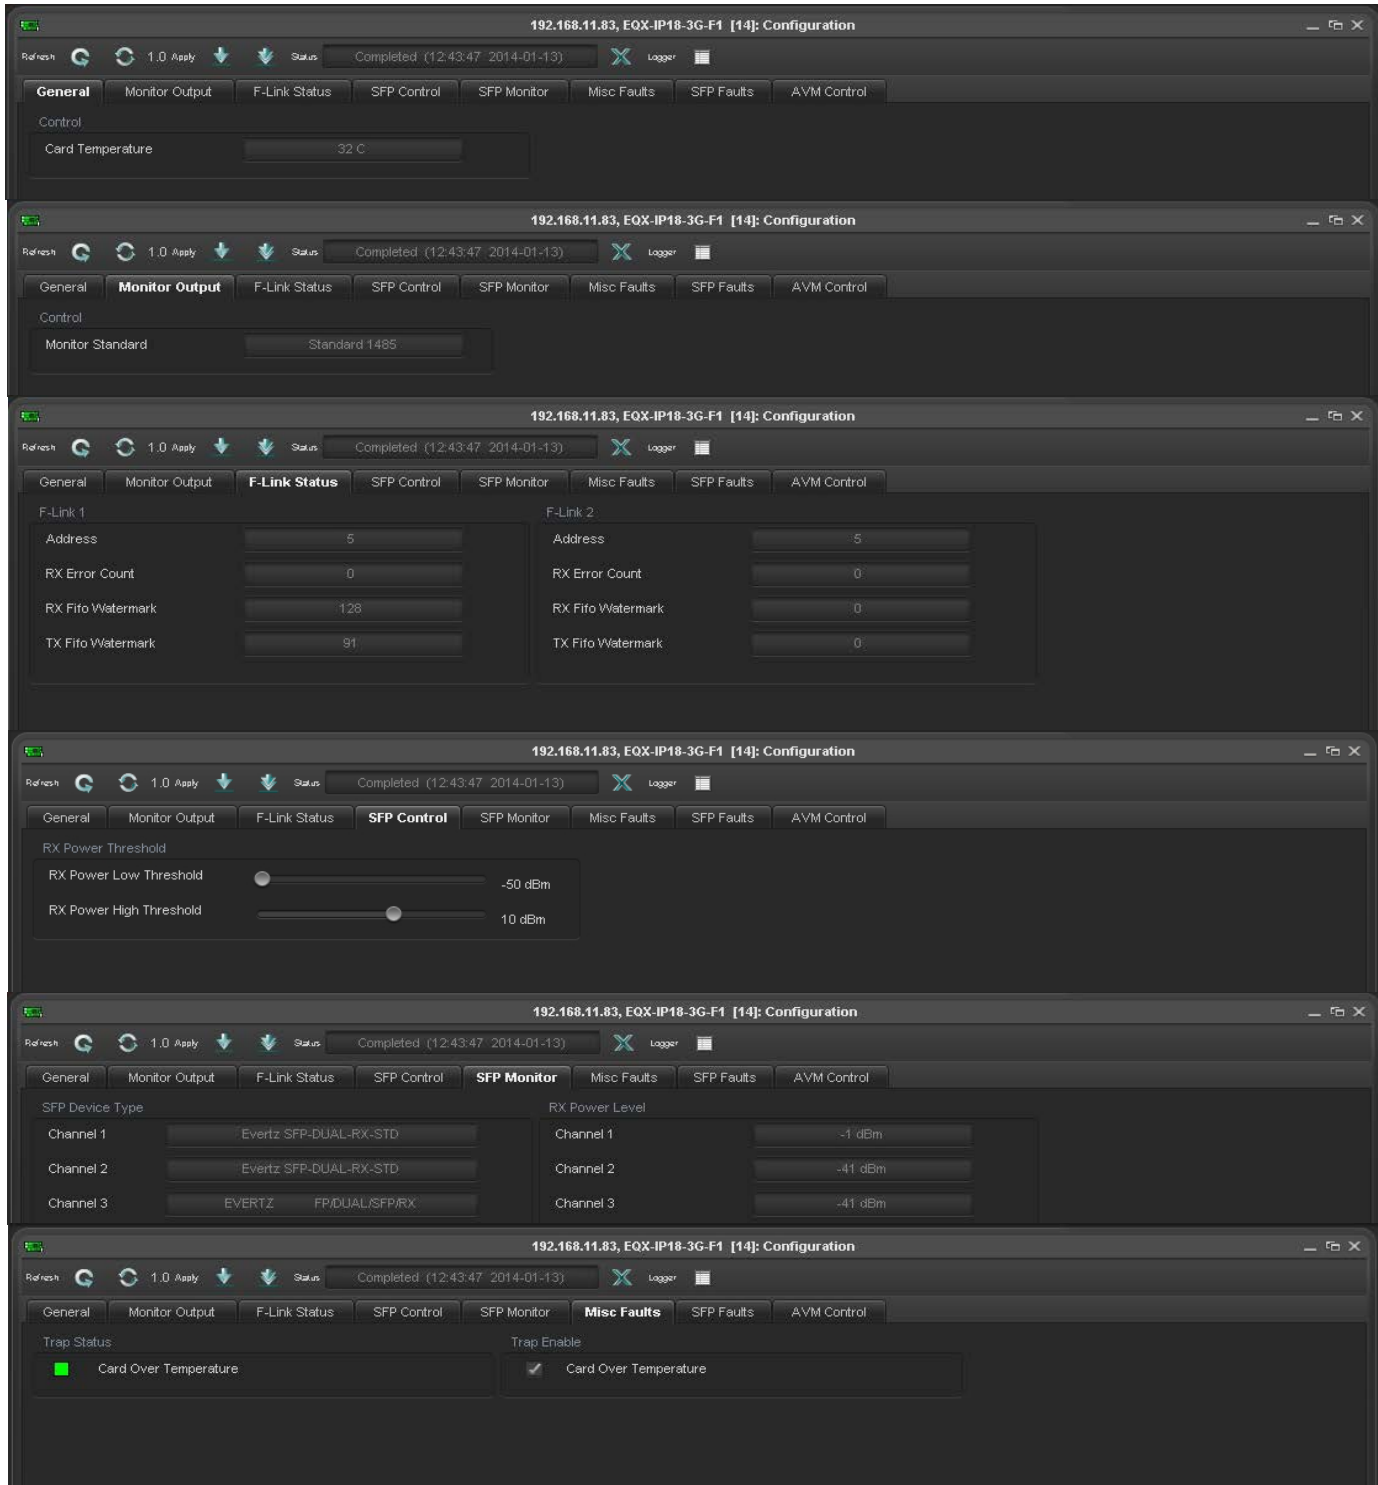 192.168.11.83, EQX-IP18-3G-F1 [14]: Configuration
Refresh 1.0 Apply Status Completed (12:43:47 2014-01-13) Logger
General Monitor Output F-Link Status SFP Control SFP Monitor Misc Faults SFP Faults AVM Control
Control
Card Temperature 32 C
192.168.11.83, EQX-IP18-3G-F1 [14]: Configuration
Refresh 1.0 Apply Status Completed (12:43:47 2014-01-13) Logger
General Monitor Output F-Link Status SFP Control SFP Monitor Misc Faults SFP Faults AVM Control
Control
Monitor Standard Standard 1485
192.168.11.83, EQX-IP18-3G-F1 [14]: Configuration
Refresh 1.0 Apply Status Completed (12:43:47 2014-01-13) Logger
General Monitor Output F-Link Status SFP Control SFP Monitor Misc Faults SFP Faults AVM Control
F-Link 1 F-Link 2
Address 5 Address 5
RX Error Count 0 RX Error Count 0
RX Fifo Watermark 128 RX Fifo Watermark 0
TX Fifo Watermark 91 TX Fifo Watermark 0
192.168.11.83, EQX-IP18-3G-F1 [14]: Configuration
Refresh 1.0 Apply Status Completed (12:43:47 2014-01-13) Logger
General Monitor Output F-Link Status SFP Control SFP Monitor Misc Faults SFP Faults AVM Control
RX Power Threshold
RX Power Low Threshold -50 dBm
RX Power High Threshold 10 dBm
192.168.11.83, EQX-IP18-3G-F1 [14]: Configuration
Refresh 1.0 Apply Status Completed (12:43:47 2014-01-13) Logger
General Monitor Output F-Link Status SFP Control SFP Monitor Misc Faults SFP Faults AVM Control
SFP Device Type RX Power Level
Channel 1 Evertz SFP-DUAL-RX-STD Channel 1 -1 dBm
Channel 2 Evertz SFP-DUAL-RX-STD Channel 2 -41 dBm
Channel 3 EVERTZ FP/DUAL/SFP/RX Channel 3 -41 dBm
192.168.11.83, EQX-IP18-3G-F1 [14]: Configuration
Refresh 1.0 Apply Status Completed (12:43:47 2014-01-13) Logger
General Monitor Output F-Link Status SFP Control SFP Monitor Misc Faults SFP Faults AVM Control
Trap Status Trap Enable
Card Over Temperature Card Over Temperature